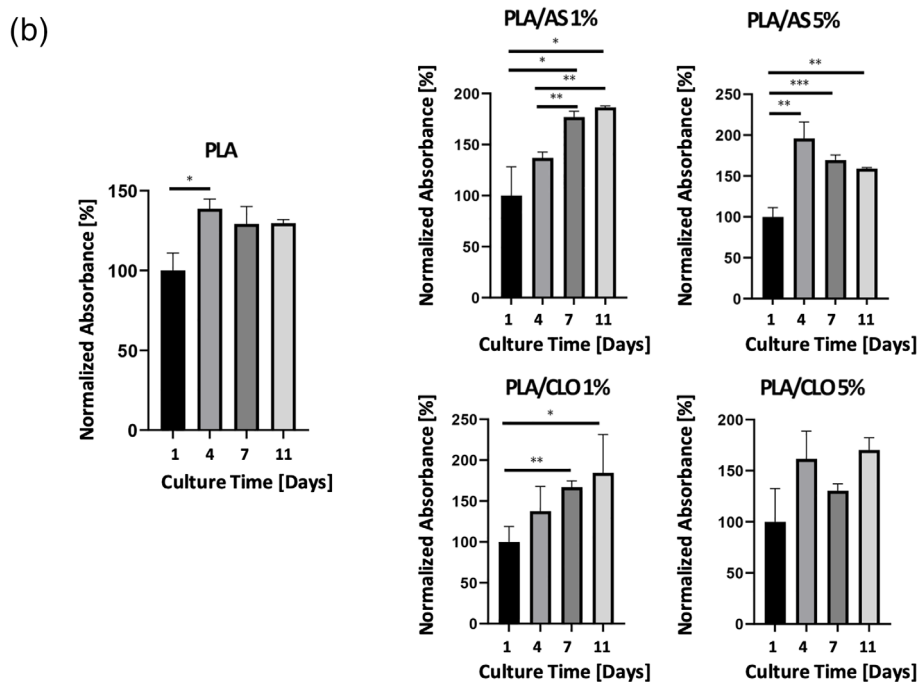 (b)
PLA
Normalized Absorbance [%]
150
100
50
0
*
1 4 7 11
Culture Time [Days]
PLA/AS 1%
Normalized Absorbance [%]
200
150
100
50
0
*
*
**
**
1 4 7 11
Culture Time [Days]
PLA/AS 5%
Normalized Absorbance [%]
250
200
150
100
50
0
**
***
**
1 4 7 11
Culture Time [Days]
PLA/CLO 1%
Normalized Absorbance [%]
250
200
150
100
50
0
*
**
1 4 7 11
Culture Time [Days]
PLA/CLO 5%
Normalized Absorbance [%]
200
150
100
50
0
1 4 7 11
Culture Time [Days]